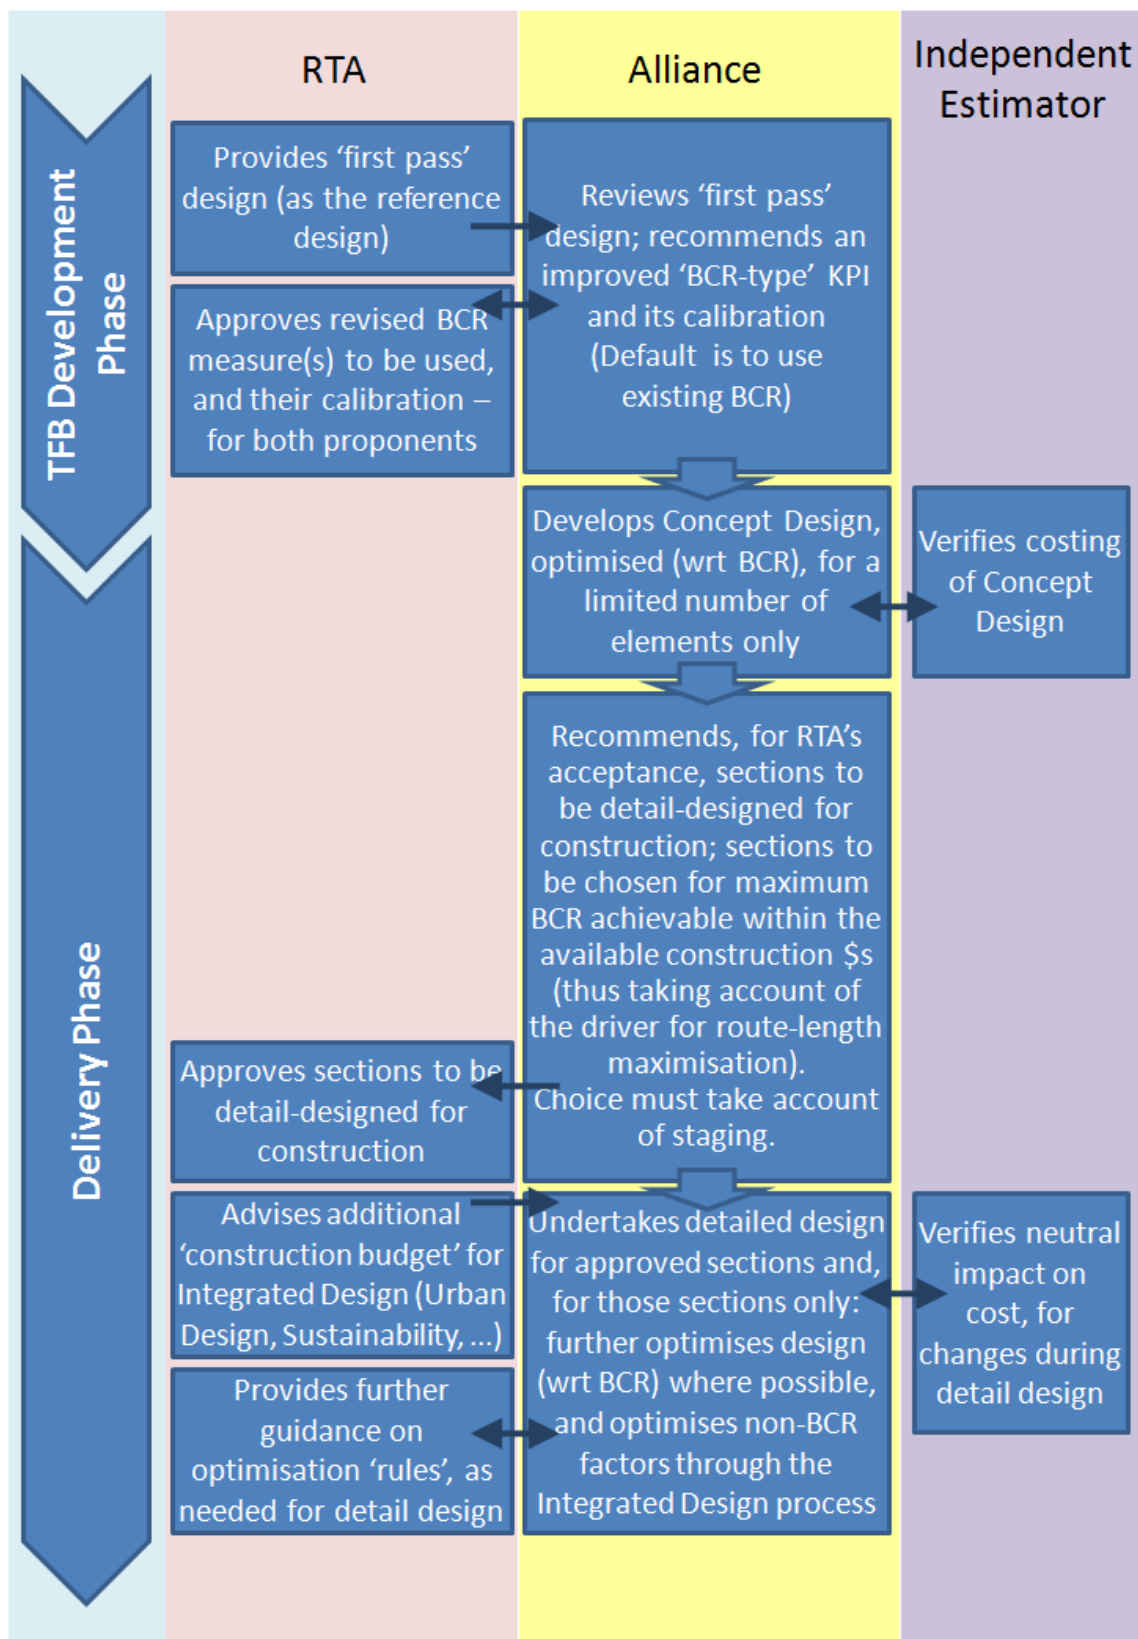 RTA
Alliance
Independent
Estimator
TFB Development
Phase
Provides ‘first pass’
design (as the reference
design)
Reviews ‘first pass’
design; recommends an
improved ‘BCR-type’ KPI
and its calibration
(Default is to use
existing BCR)
Approves revised BCR
measure(s) to be used,
and their calibration –
for both proponents
Develops Concept Design,
optimised (wrt BCR), for a
limited number of
elements only
Verifies costing
of Concept
Design
Delivery Phase
Recommends, for RTA’s
acceptance, sections to
be detail-designed for
construction; sections to
be chosen for maximum
BCR achievable within the
available construction $s
(thus taking account of
the driver for route-length
maximisation).
Choice must take account
of staging.
Approves sections to be
detail-designed for
construction
Advises additional
‘construction budget’ for
Integrated Design (Urban
Design, Sustainability, ...)
Undertakes detailed design
for approved sections and,
for those sections only:
further optimises design
(wrt BCR) where possible,
and optimises non-BCR
factors through the
Integrated Design process
Verifies neutral
impact on
cost, for
changes during
detail design
Provides further
guidance on
optimisation ‘rules’, as
needed for detail design